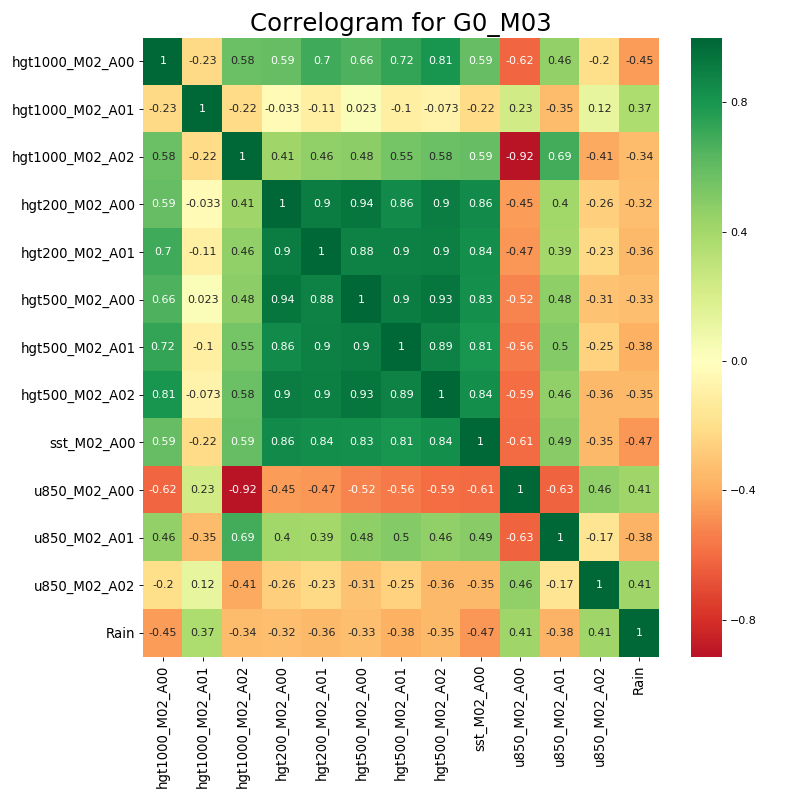 Correlogram for G0_M03
hgt1000_M02_A00 1 -0.23 0.58 0.59 0.7 0.66 0.72 0.81 0.59 -0.62 0.46 -0.2 -0.45
hgt1000_M02_A01 -0.23 1 -0.22 -0.033 -0.11 0.023 -0.1 -0.073 -0.22 0.23 -0.35 0.12 0.37
hgt1000_M02_A02 0.58 -0.22 1 0.41 0.46 0.48 0.55 0.58 0.59 -0.92 0.69 -0.41 -0.34
hgt200_M02_A00 0.59 -0.033 0.41 1 0.9 0.94 0.86 0.9 0.86 -0.45 0.4 -0.26 -0.32
hgt200_M02_A01 0.7 -0.11 0.46 0.9 1 0.88 0.9 0.9 0.84 -0.47 0.39 -0.23 -0.36
hgt500_M02_A00 0.66 0.023 0.48 0.94 0.88 1 0.9 0.93 0.83 -0.52 0.48 -0.31 -0.33
hgt500_M02_A01 0.72 -0.1 0.55 0.86 0.9 0.9 1 0.89 0.81 -0.56 0.5 -0.25 -0.38
hgt500_M02_A02 0.81 -0.073 0.58 0.9 0.9 0.93 0.89 1 0.84 -0.59 0.46 -0.36 -0.35
sst_M02_A00 0.59 -0.22 0.59 0.86 0.84 0.83 0.81 0.84 1 -0.61 0.49 -0.35 -0.47
u850_M02_A00 -0.62 0.23 -0.92 -0.45 -0.47 -0.52 -0.56 -0.59 -0.61 1 -0.63 0.46 0.41
u850_M02_A01 0.46 -0.35 0.69 0.4 0.39 0.48 0.5 0.46 0.49 -0.63 1 -0.17 -0.38
u850_M02_A02 -0.2 0.12 -0.41 -0.26 -0.23 -0.31 -0.25 -0.36 -0.35 0.46 -0.17 1 0.41
Rain -0.45 0.37 -0.34 -0.32 -0.36 -0.33 -0.38 -0.35 -0.47 0.41 -0.38 0.41 1
hgt1000_M02_A00
hgt1000_M02_A01
hgt1000_M02_A02
hgt200_M02_A00
hgt200_M02_A01
hgt500_M02_A00
hgt500_M02_A01
hgt500_M02_A02
sst_M02_A00
u850_M02_A00
u850_M02_A01
u850_M02_A02
Rain
0.8
0.4
0.0
−0.4
−0.8